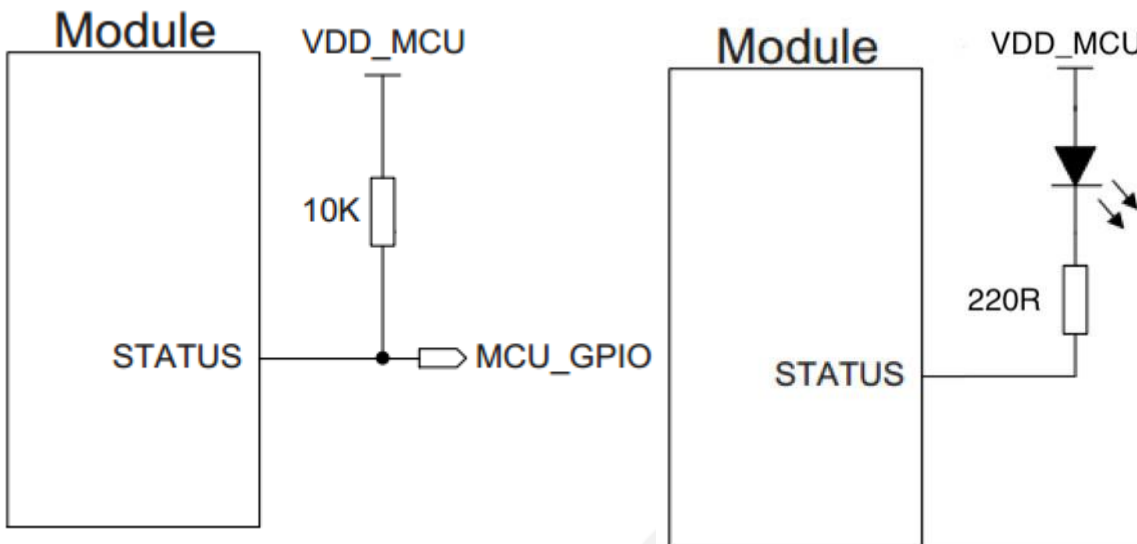 Module
VDD_MCU
10K
STATUS
MCU_GPIO
Module
VDD_MCU
220R
STATUS